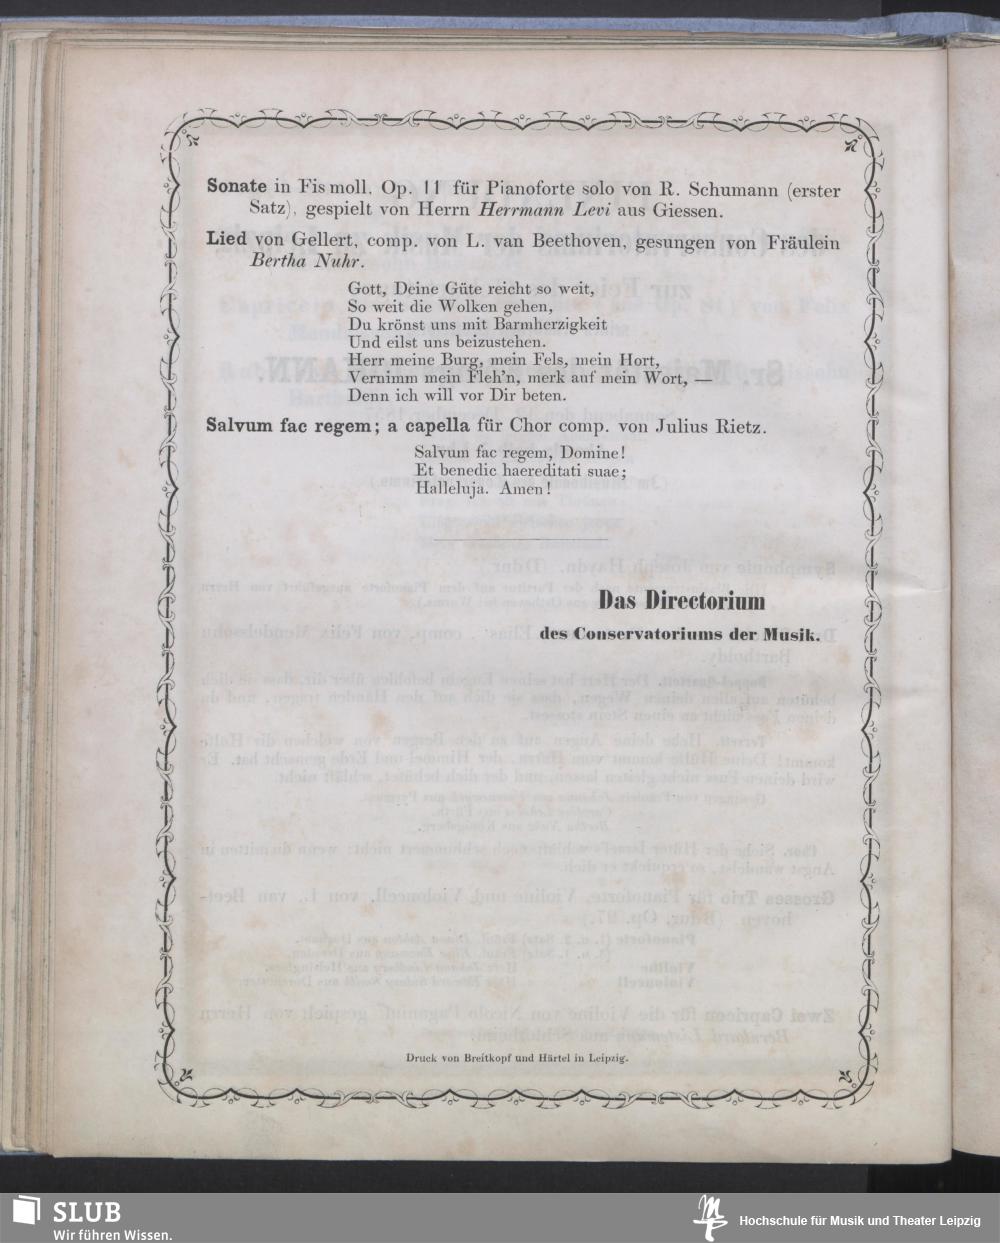 Sonate in Fis moll, Op. 11 für Pianoforte solo von R. Schumann (erster
Satz), gespielt von Herrn Herrmann Levi aus Giessen.
Lied von Gellert, comp. von L. van Beethoven, gesungen von Fräulein
Bertha Nuhr.
Gott, Deine Güte reicht so weit,
So weit die Wolken gehen,
Du krönst uns mit Barmherzigkeit
Und eilst uns beizustehen.
Herr meine Burg, mein Fels, mein Hort,
Vernimm mein Fleh'n, merk auf mein Wort, —
Denn ich will vor Dir beten.
Salvum fac regem; a capella für Chor comp. von Julius Rietz.
Salvum fac regem, Domine!
Et benedic haereditati suae;
Halleluja. Amen!
Das Directorium
des Conservatoriums der Musik.
Druck von Breitkopf und Härtel in Leipzig.
SLUB
Wir führen Wissen.
Hochschule für Musik und Theater Leipzig